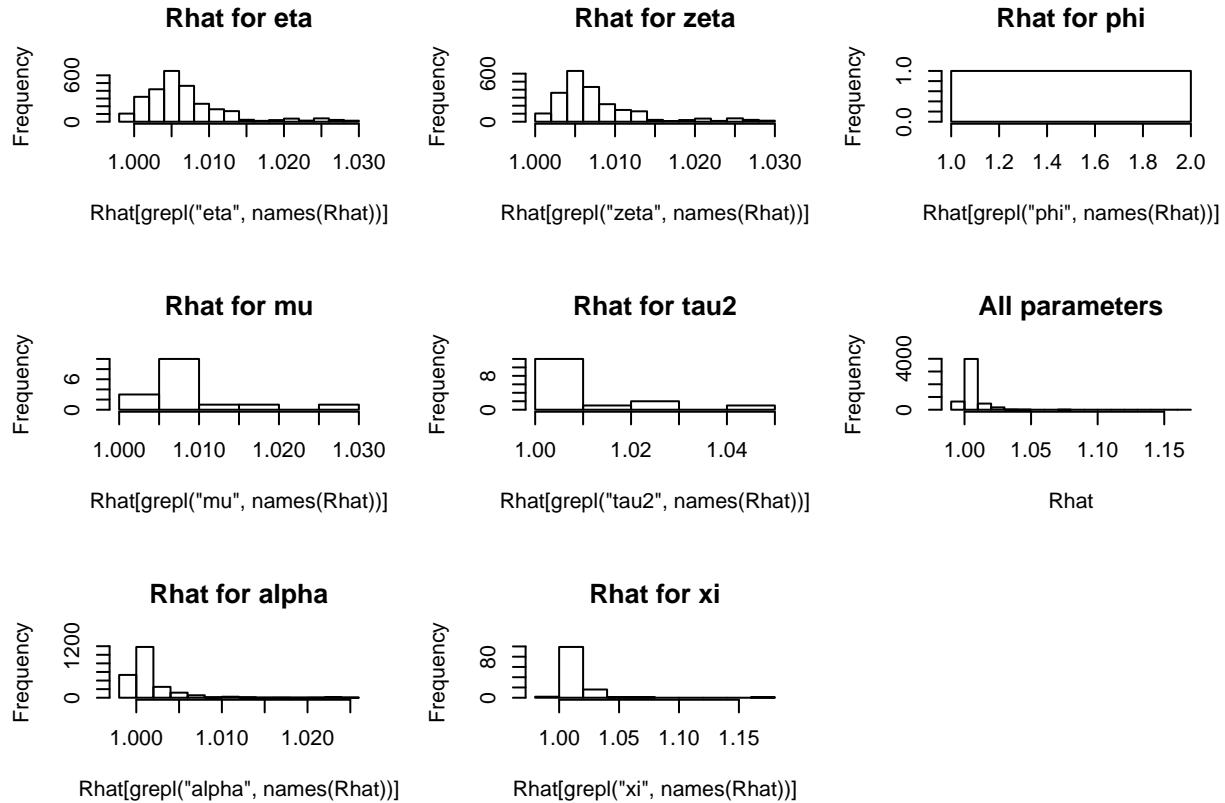 Rhat for eta
Frequency
0 600
1.000 1.010 1.020 1.030
Rhat[grepl("eta", names(Rhat))]
Rhat for zeta
Frequency
0 600
1.000 1.010 1.020 1.030
Rhat[grepl("zeta", names(Rhat))]
Rhat for phi
Frequency
0.0 1.0
1.0 1.2 1.4 1.6 1.8 2.0
Rhat[grepl("phi", names(Rhat))]
Rhat for mu
Frequency
0 6
1.000 1.010 1.020 1.030
Rhat[grepl("mu", names(Rhat))]
Rhat for tau2
Frequency
0 8
1.00 1.02 1.04
Rhat[grepl("tau2", names(Rhat))]
All parameters
Frequency
0 4000
1.00 1.05 1.10 1.15
Rhat
Rhat for alpha
Frequency
0 1200
1.000 1.010 1.020
Rhat[grepl("alpha", names(Rhat))]
Rhat for xi
Frequency
0 80
1.00 1.05 1.10 1.15
Rhat[grepl("xi", names(Rhat))]